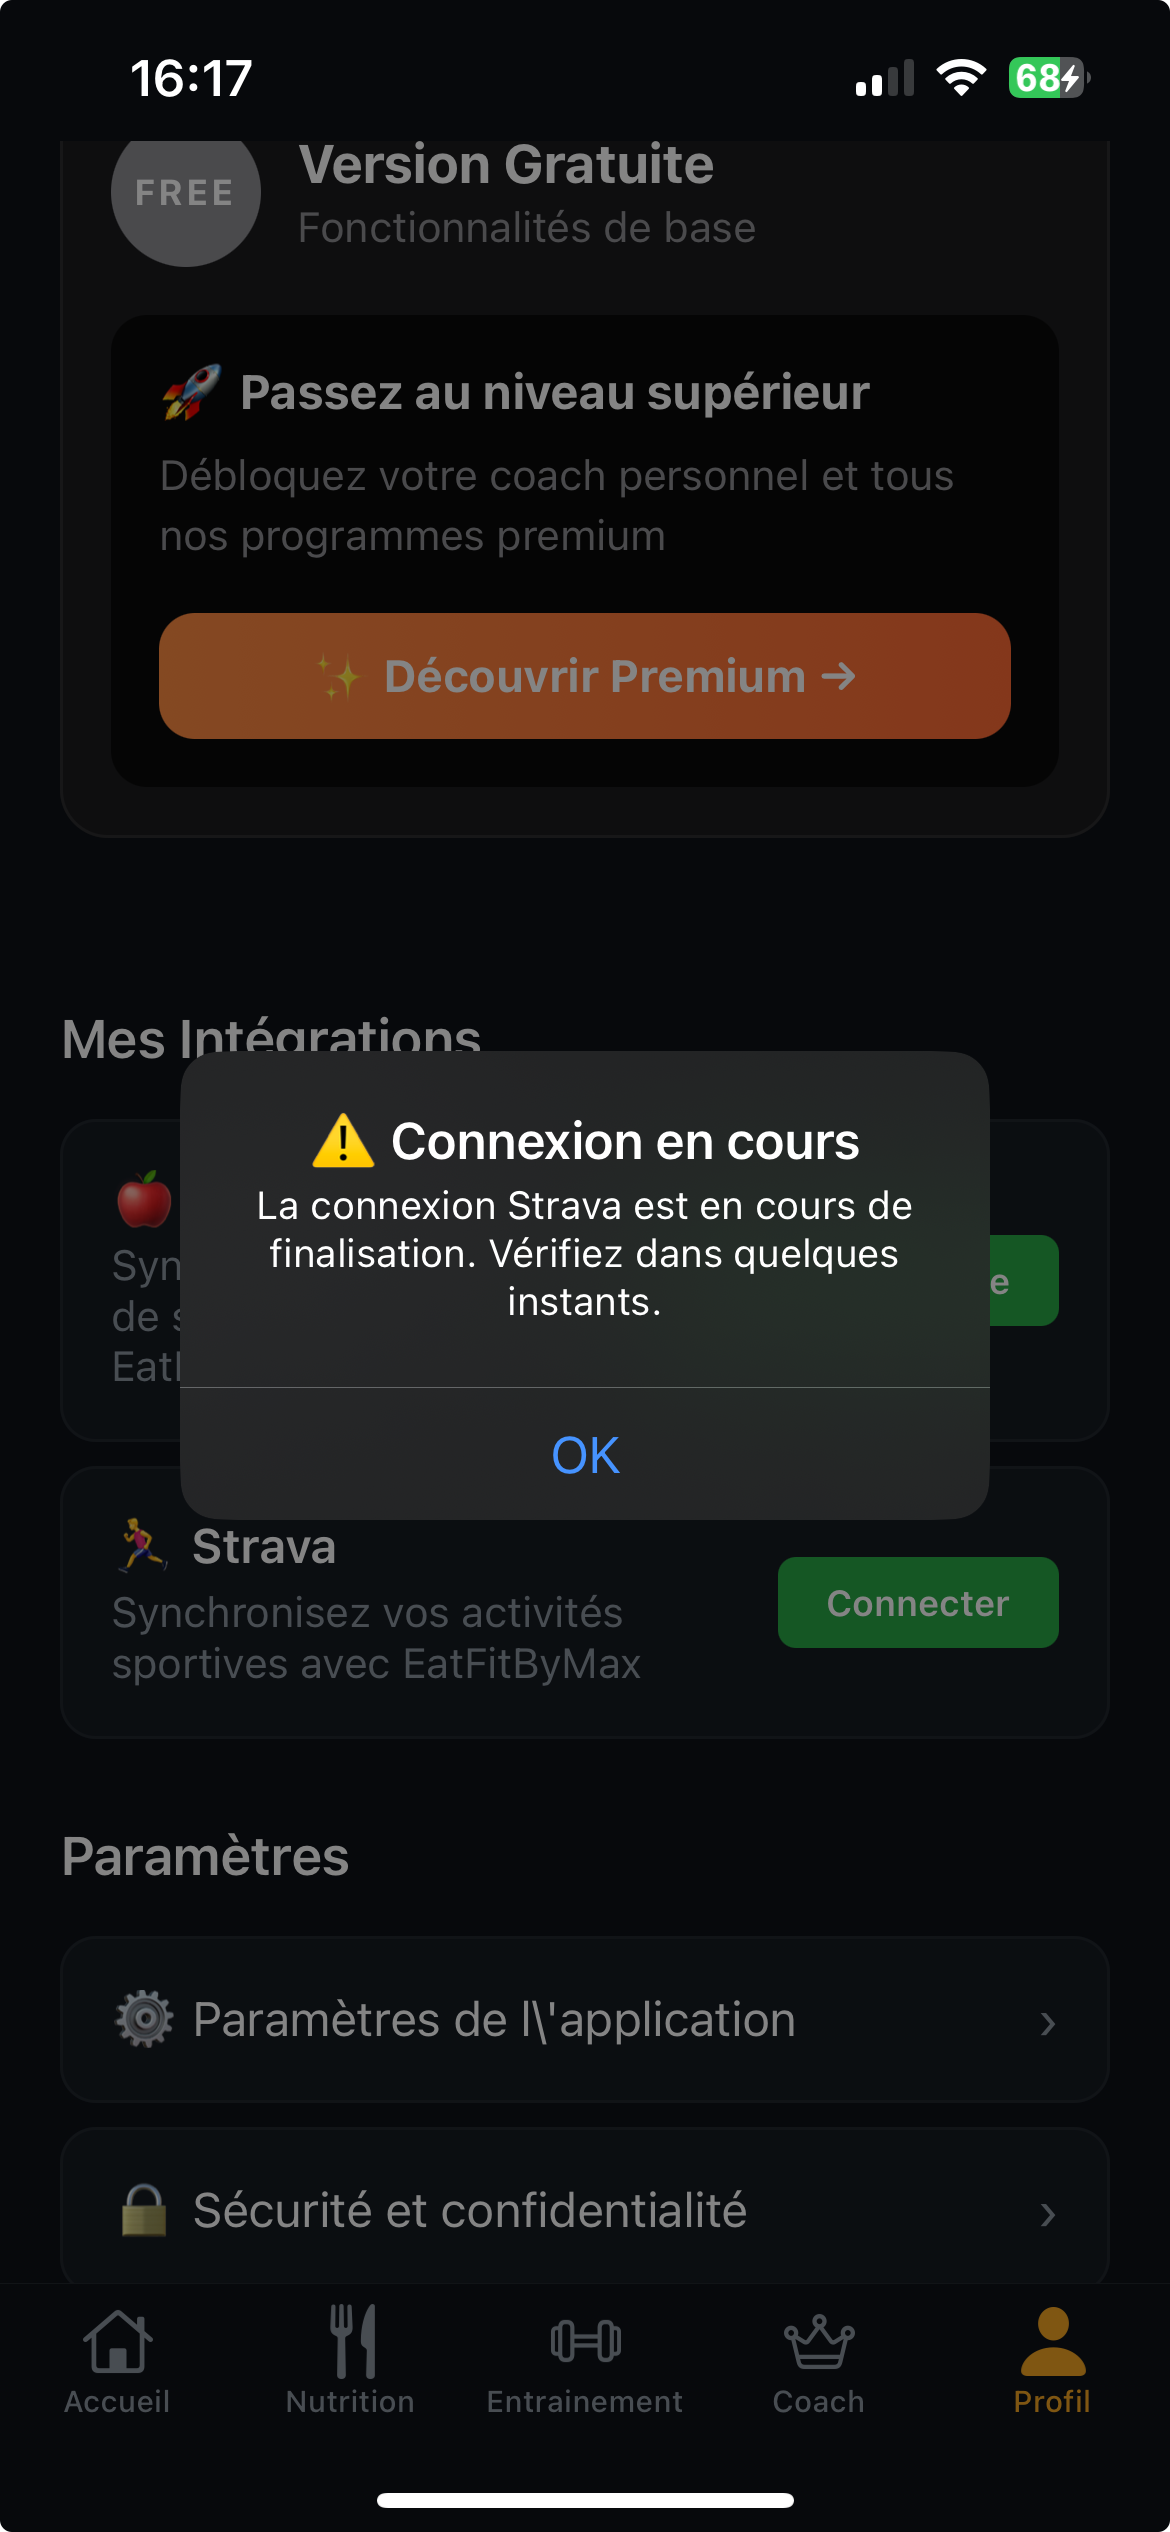 16:17
68
FREE
Version Gratuite
Fonctionnalités de base
🚀 Passez au niveau supérieur
Débloquez votre coach personnel et tous
nos programmes premium
✨ Découvrir Premium →
Mes Intégrations
⚠️ Connexion en cours
La connexion Strava est en cours de
finalisation. Vérifiez dans quelques
instants.
OK
Syn
de s
Eat
e
Strava
Synchronisez vos activités
sportives avec EatFitByMax
Connecter
Paramètres
Paramètres de l\'application
Sécurité et confidentialité
Accueil
Nutrition
Entrainement
Coach
Profil